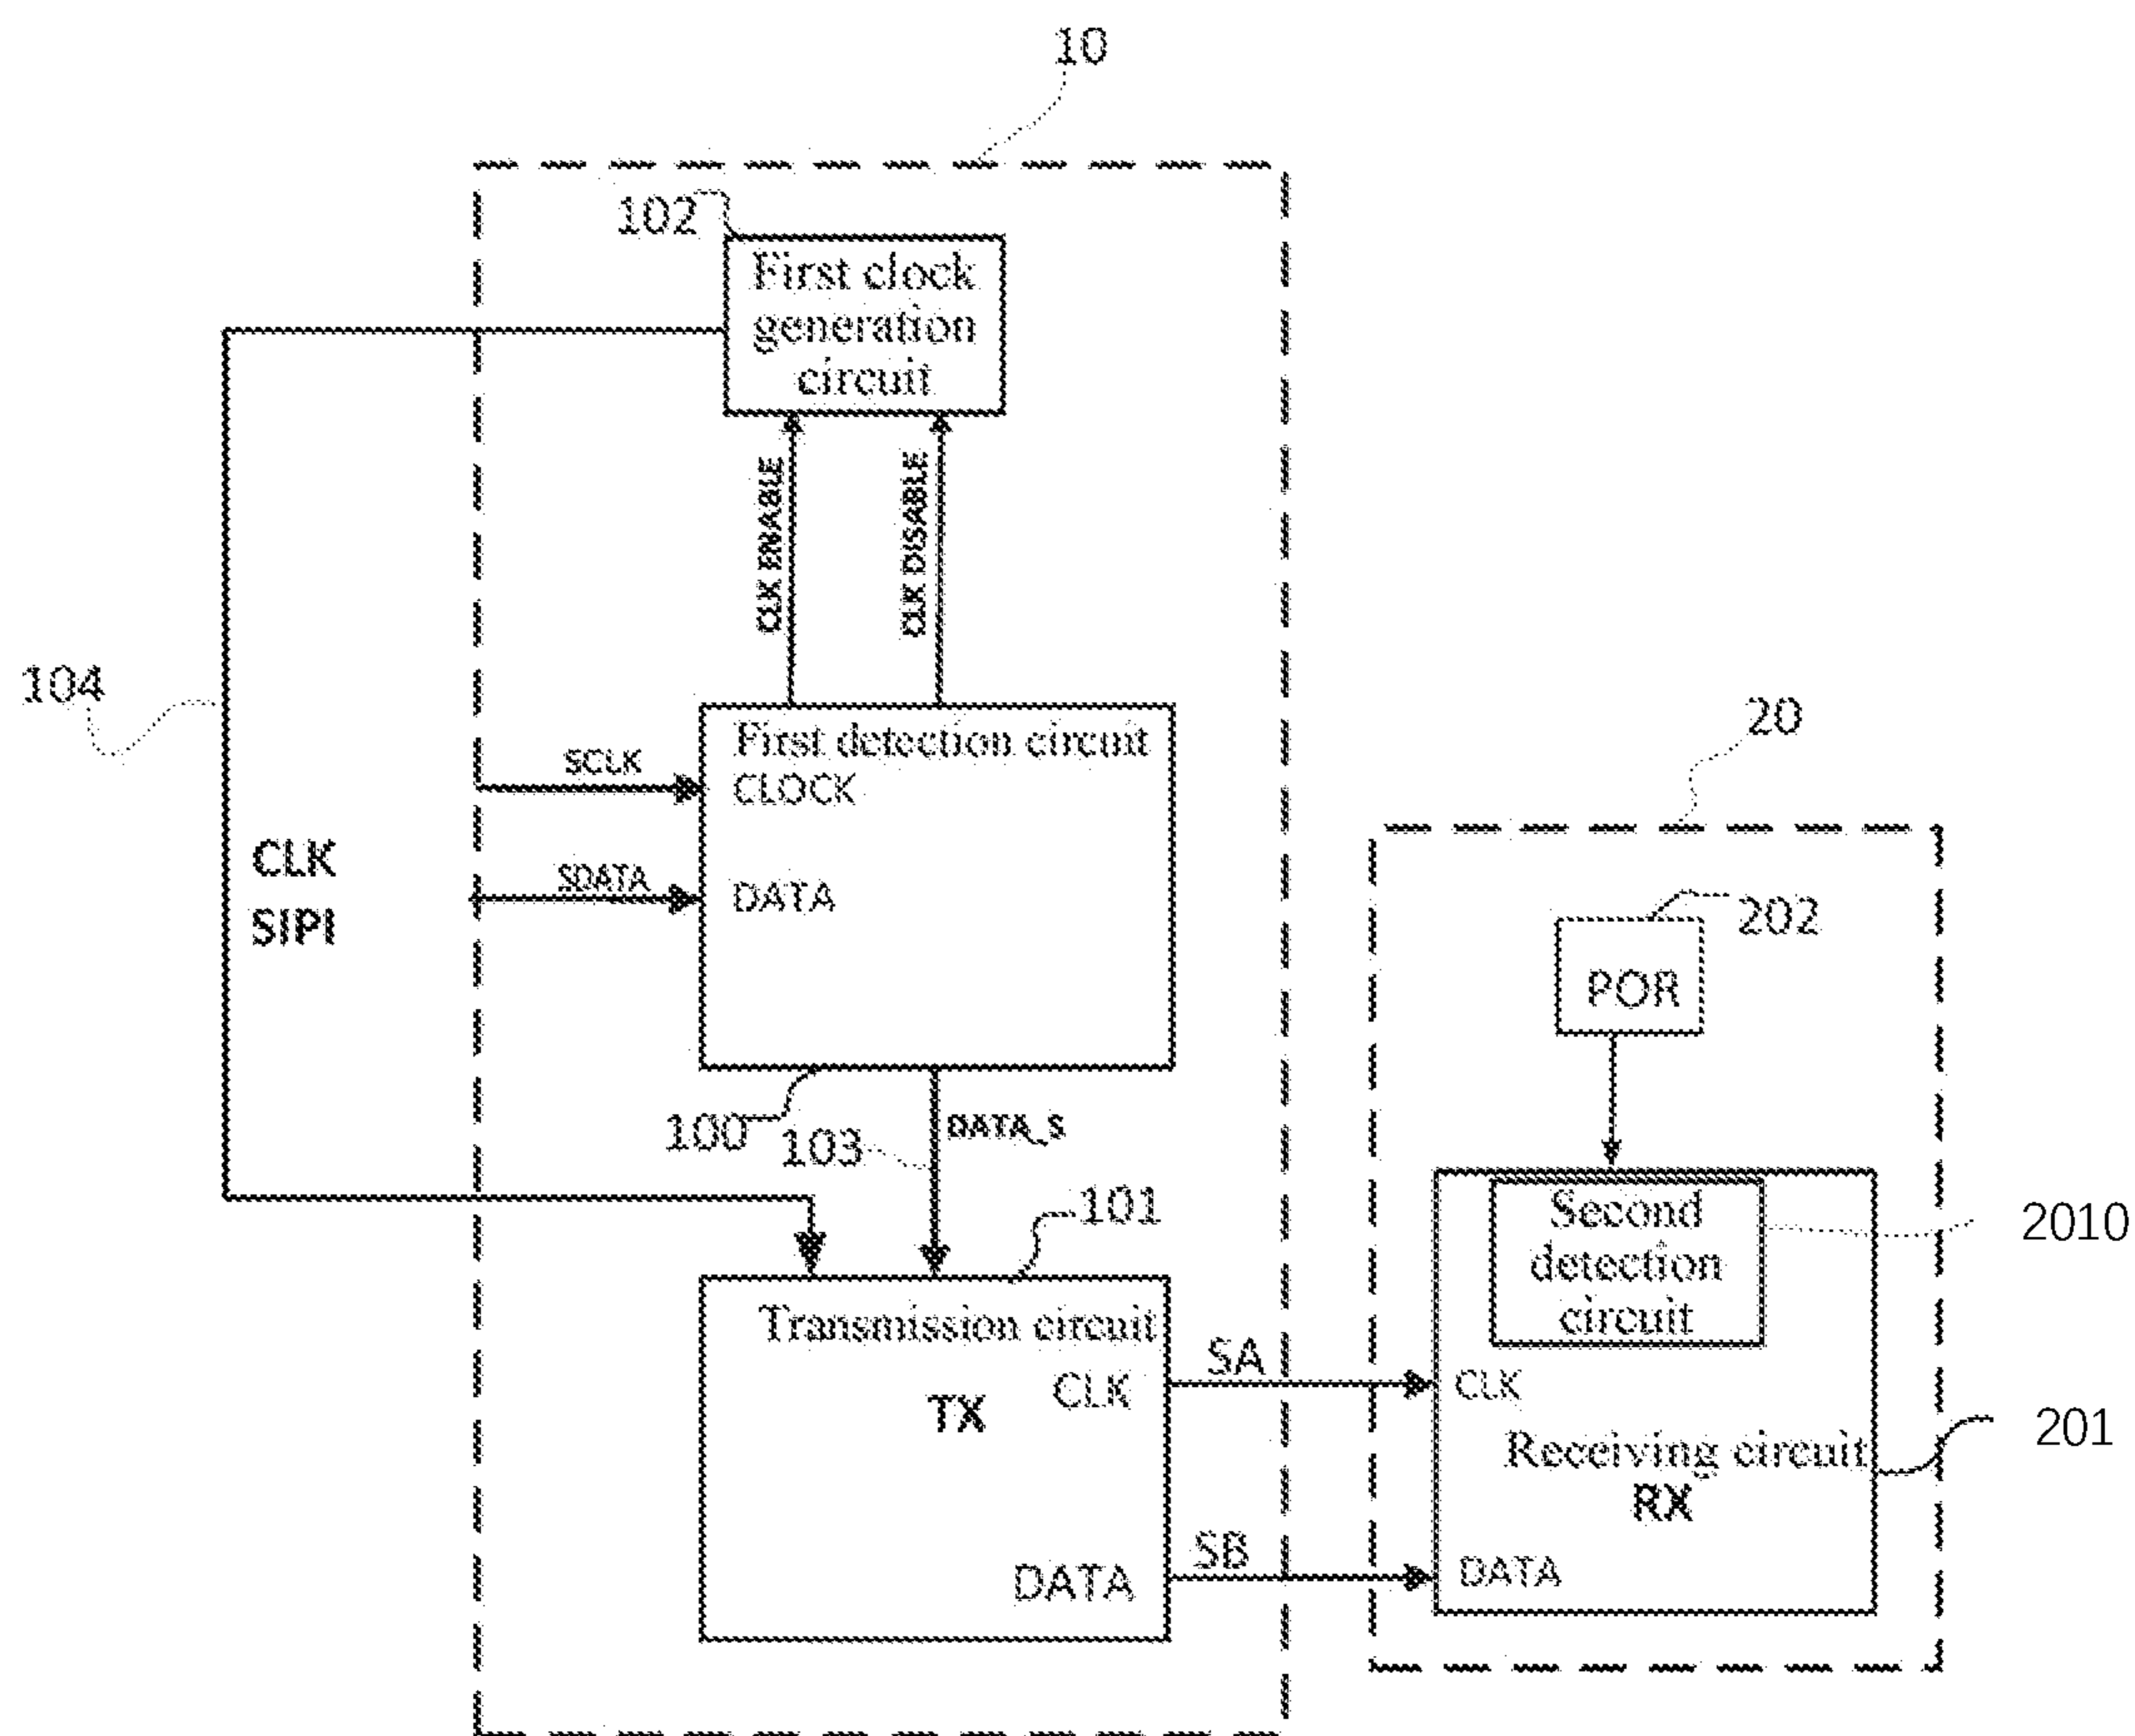 10
102
First clock
generation
circuit
CLK ENABLE
CLK DISABLE
104
20
First detection circuit
SCLK
CLOCK
CLK
SIPI
SDATA
DATA
202
POR
100
103
DATA_S
101
Second
detection
circuit
2010
Transmission circuit
CLK
TX
SA
CLK
201
Receiving circuit
RX
SB
DATA
DATA